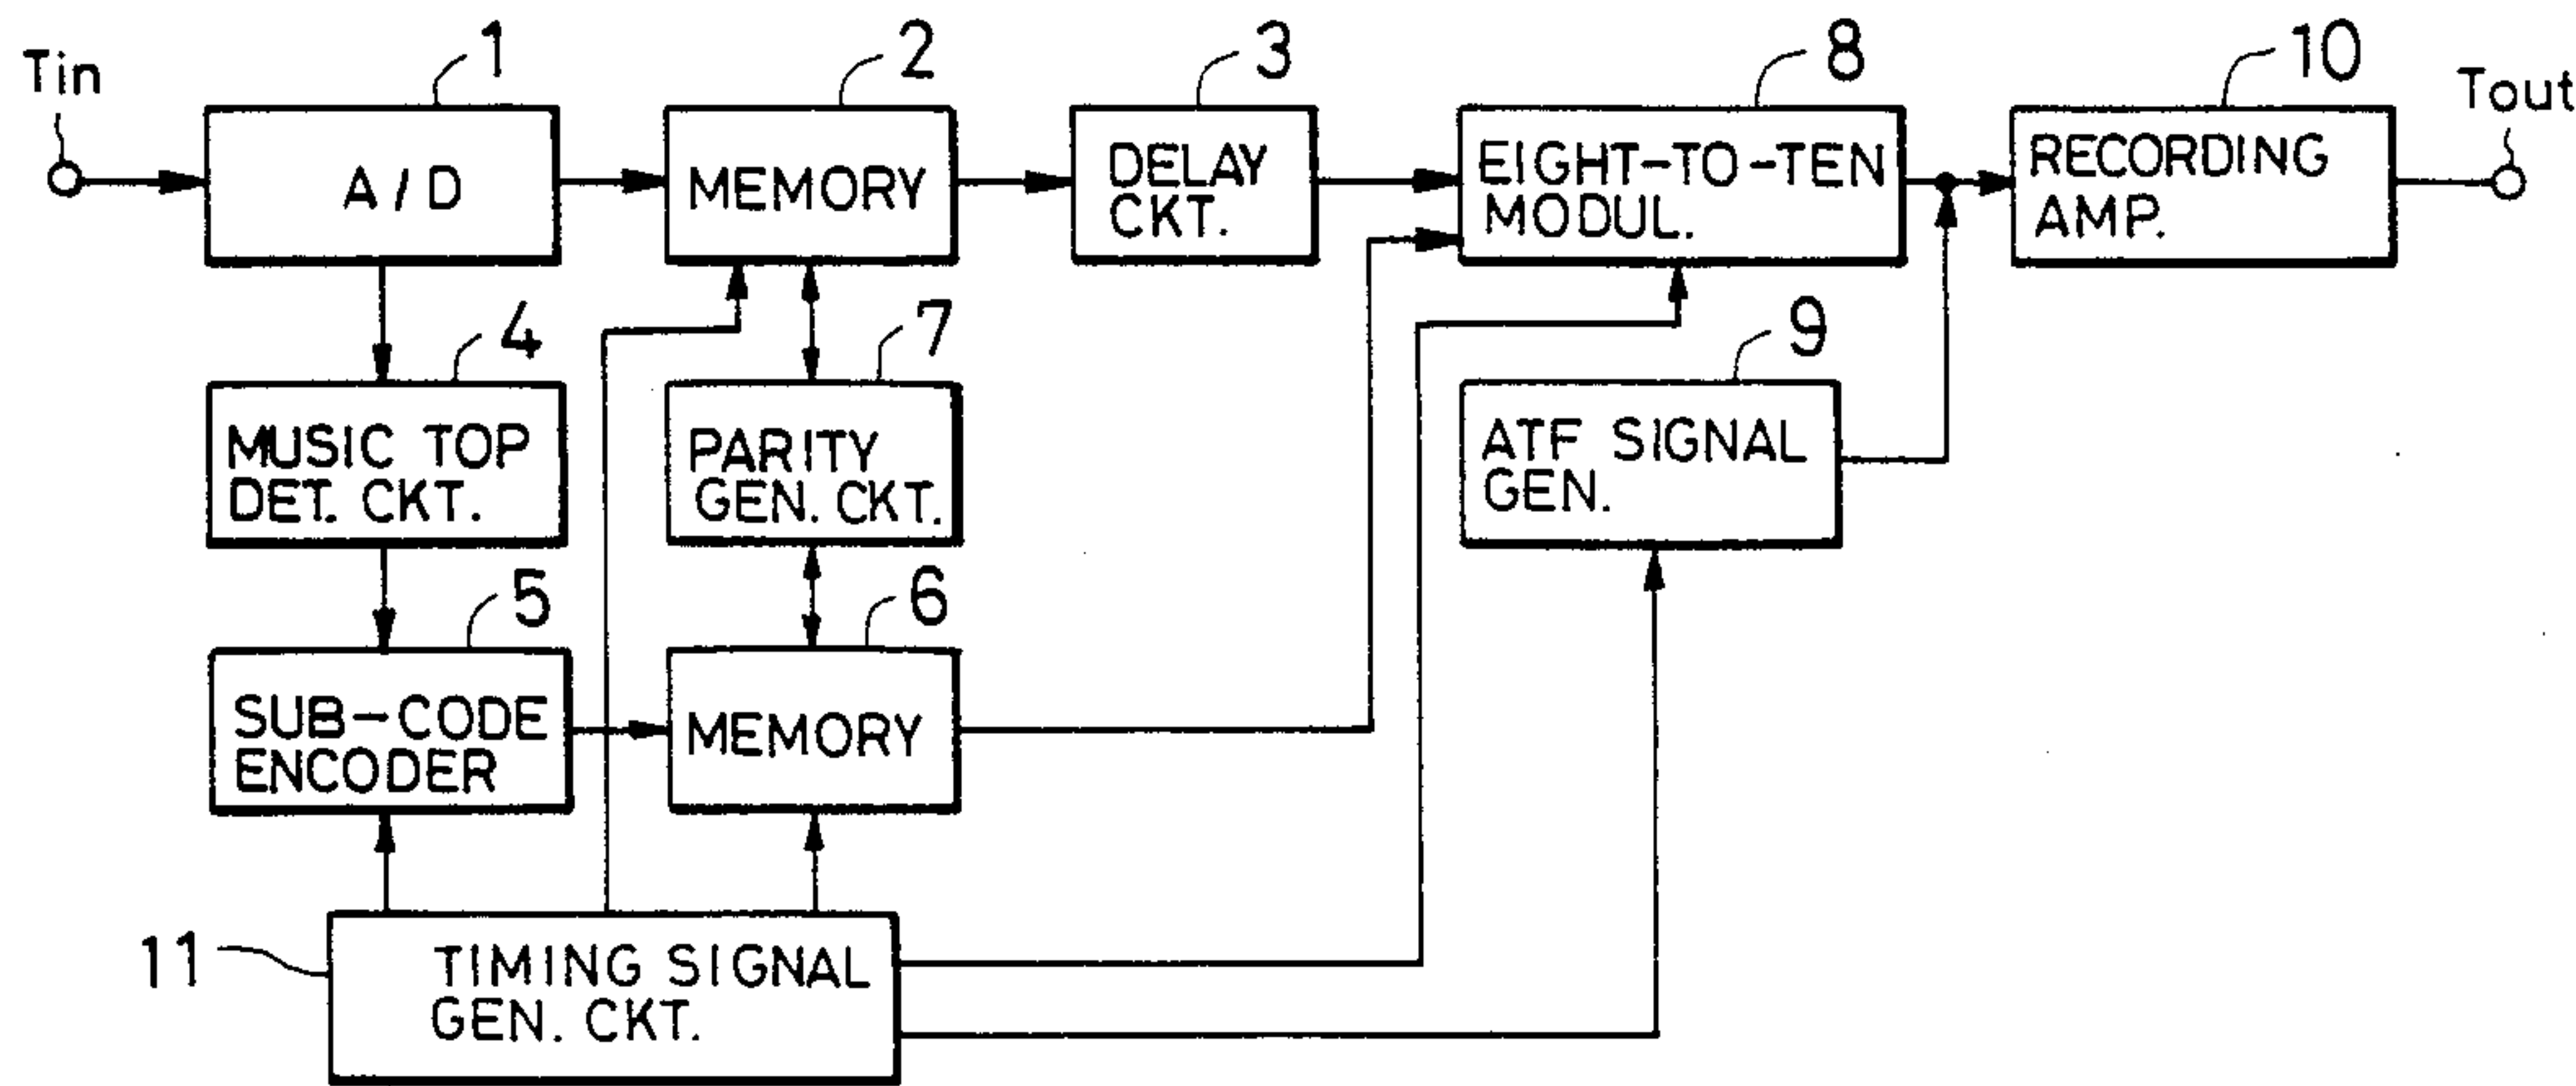 Tin
1
2
3
8
10
Tout
A/D
MEMORY
DELAY
CKT.
EIGHT-TO-TEN
MODUL.
RECORDING
AMP.
4
7
9
MUSIC TOP
DET. CKT.
PARITY
GEN. CKT.
ATF SIGNAL
GEN.
5
6
SUB-CODE
ENCODER
MEMORY
11
TIMING SIGNAL
GEN. CKT.